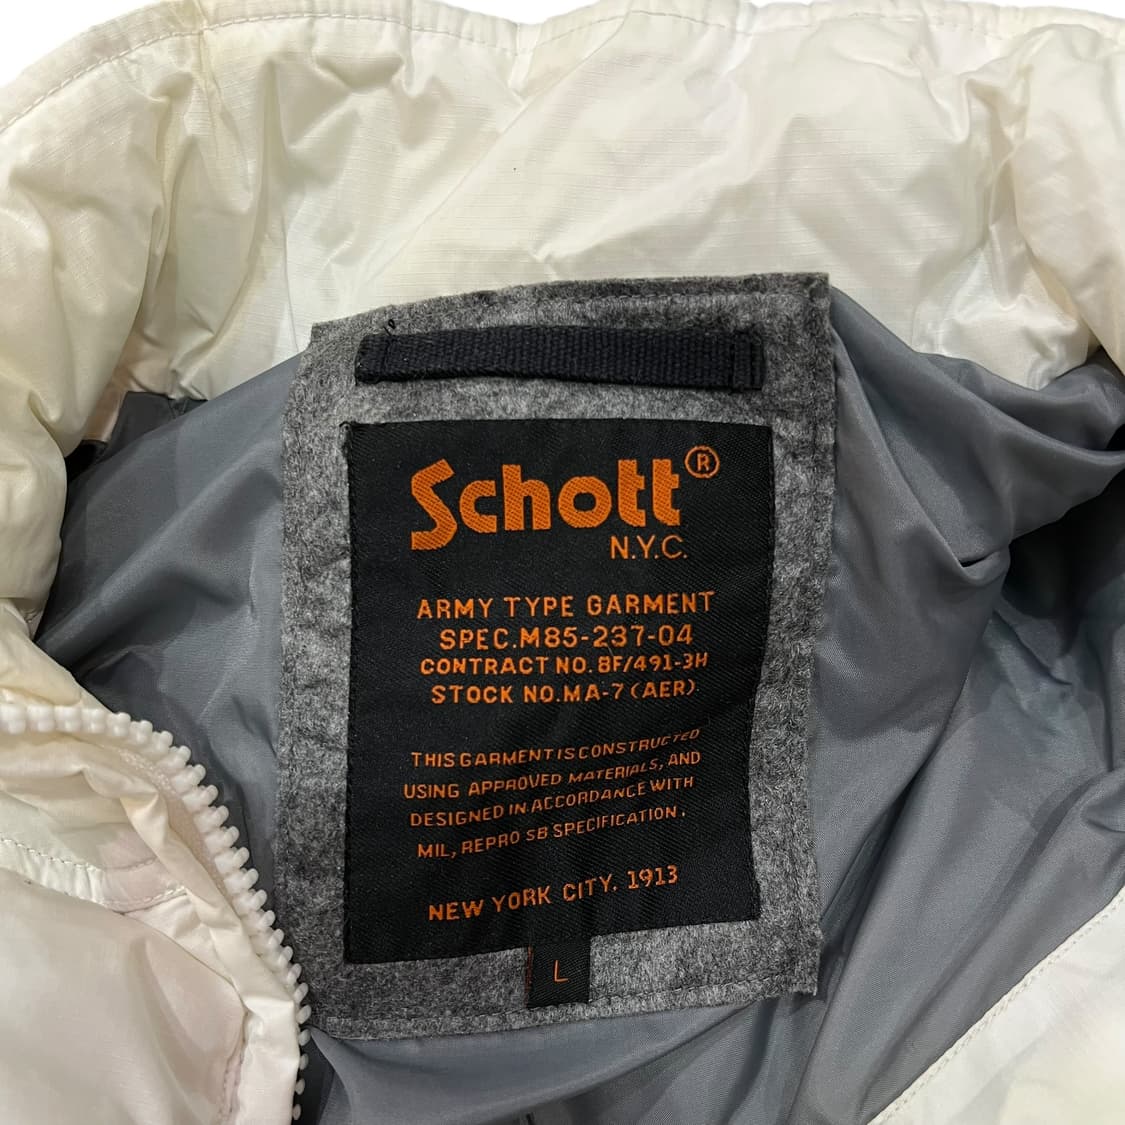 Schott®
N.Y.C.
ARMY TYPE GARMENT
SPEC.M85-237-04
CONTRACT NO. 8F/491-3H
STOCK NO.MA-7 (AER)
THIS GARMENT IS CONSTRUCTED
USING APPROVED MATERIALS, AND
DESIGNED IN ACCORDANCE WITH
MIL, REPRO SB SPECIFICATION.
NEW YORK CITY. 1913
L